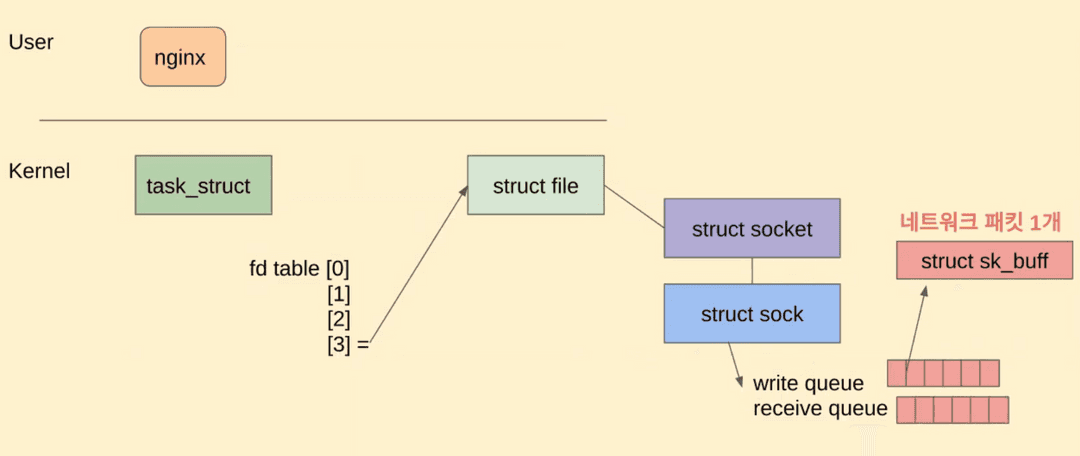 User
nginx
Kernel
task_struct
struct file
struct socket
네트워크 패킷 1개
struct sk_buff
fd table [0]
[1]
[2]
[3] =
struct sock
write queue
receive queue